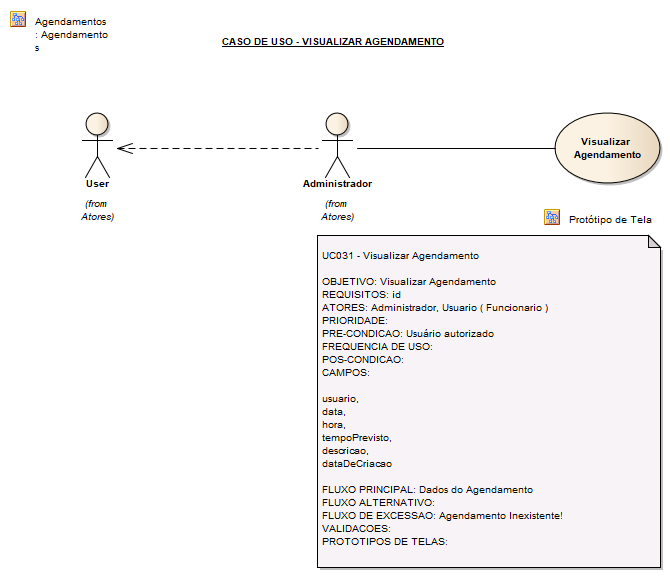 Agendamentos
: Agendamento
s
CASO DE USO - VISUALIZAR AGENDAMENTO
User
(from
Atores)
Administrador
(from
Atores)
Visualizar
Agendamento
Protótipo de Tela
UC031 - Visualizar Agendamento
OBJETIVO: Visualizar Agendamento
REQUISITOS: id
ATORES: Administrador, Usuario ( Funcionario )
PRIORIDADE:
PRE-CONDICAO: Usuário autorizado
FREQUENCIA DE USO:
POS-CONDICAO:
CAMPOS:
usuario,
data,
hora,
tempoPrevisto,
descricao,
dataDeCriacao
FLUXO PRINCIPAL: Dados do Agendamento
FLUXO ALTERNATIVO:
FLUXO DE EXCESSAO: Agendamento Inexistente!
VALIDACOES:
PROTOTIPOS DE TELAS: